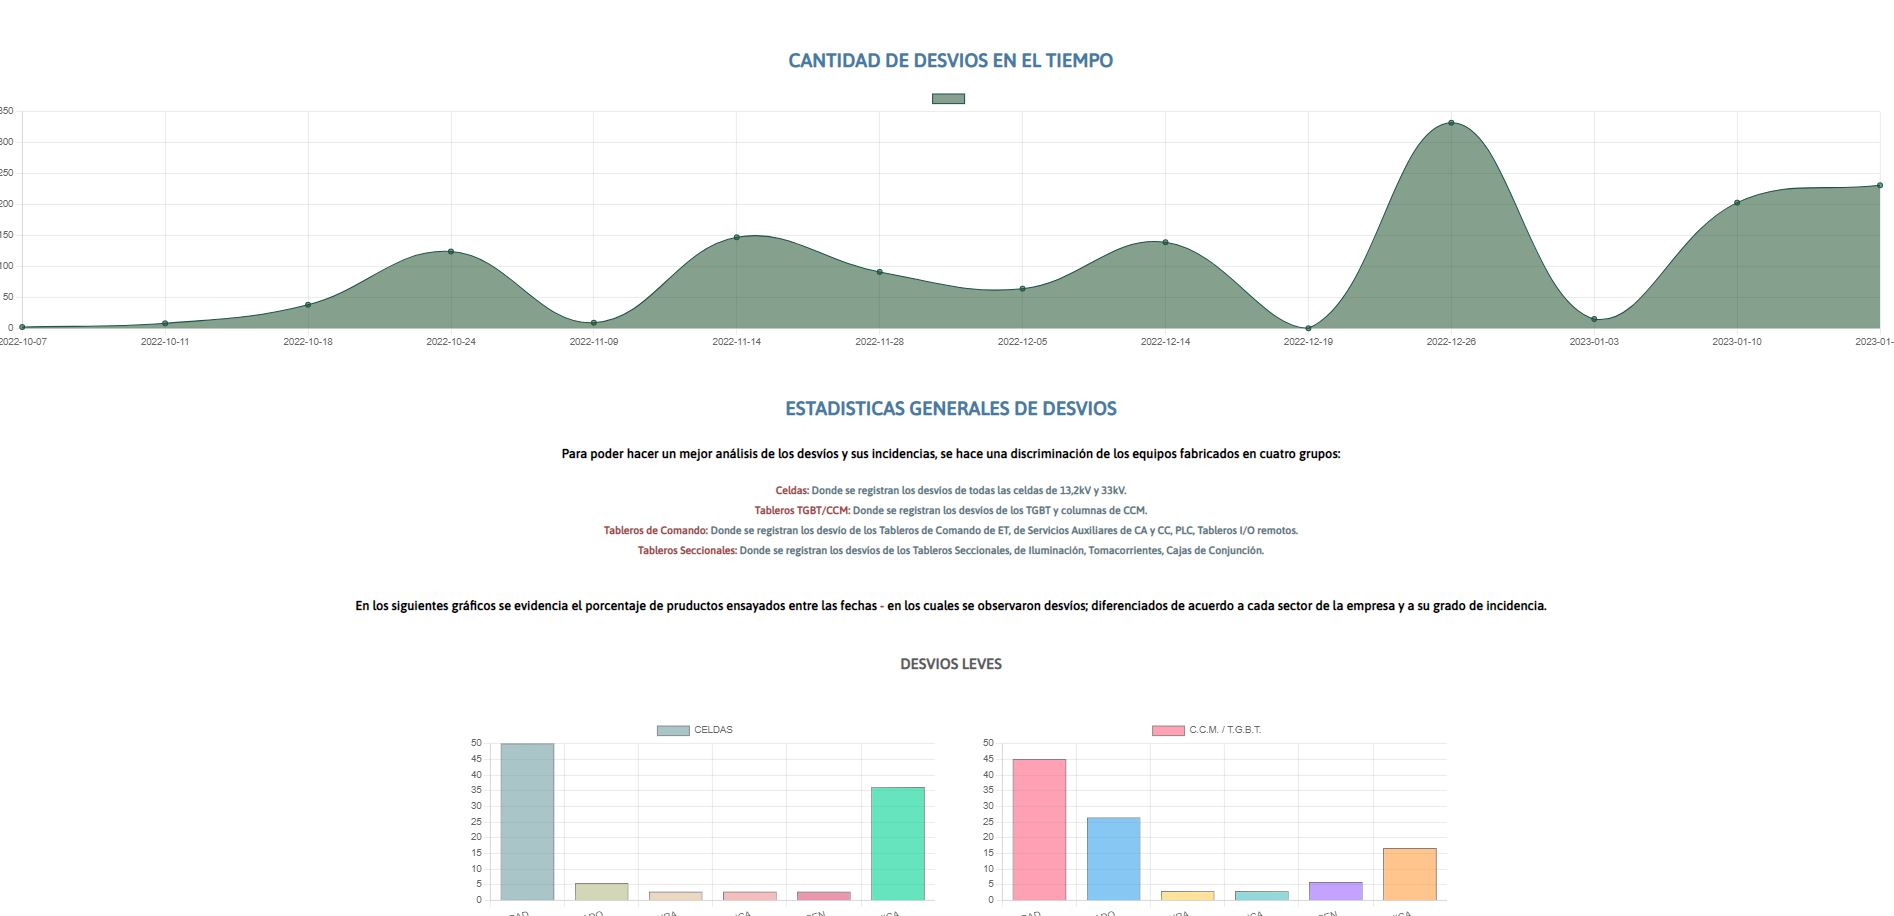 CANTIDAD DE DESVIOS EN EL TIEMPO
350
300
250
200
150
100
50
0
2022-10-07 2022-10-11 2022-10-18 2022-10-24 2022-11-09 2022-11-14 2022-11-28 2022-12-05 2022-12-14 2022-12-19 2022-12-26 2023-01-03 2023-01-10 2023-01-
ESTADISTICAS GENERALES DE DESVIOS
Para poder hacer un mejor análisis de los desvíos y sus incidencias, se hace una discriminación de los equipos fabricados en cuatro grupos:
Celdas: Donde se registran los desvios de todas las celdas de 13,2kV y 33kV.
Tableros TGBT/CCM: Donde se registran los desvios de los TGBT y columnas de CCM.
Tableros de Comando: Donde se registran los desvío de los Tableros de Comando de ET, de Servicios Auxiliares de CA y CC, PLC, Tableros I/O remotos.
Tableros Seccionales: Donde se registran los desvíos de los Tableros Seccionales, de Iluminación, Tomacorrientes, Cajas de Conjunción.
En los siguientes gráficos se evidencia el porcentaje de pruductos ensayados entre las fechas - en los cuales se observaron desvíos; diferenciados de acuerdo a cada sector de la empresa y a su grado de incidencia.
DESVIOS LEVES
CELDAS
50
45
40
35
30
25
20
15
10
5
0
C.C.M. / T.G.B.T.
50
45
40
35
30
25
20
15
10
5
0